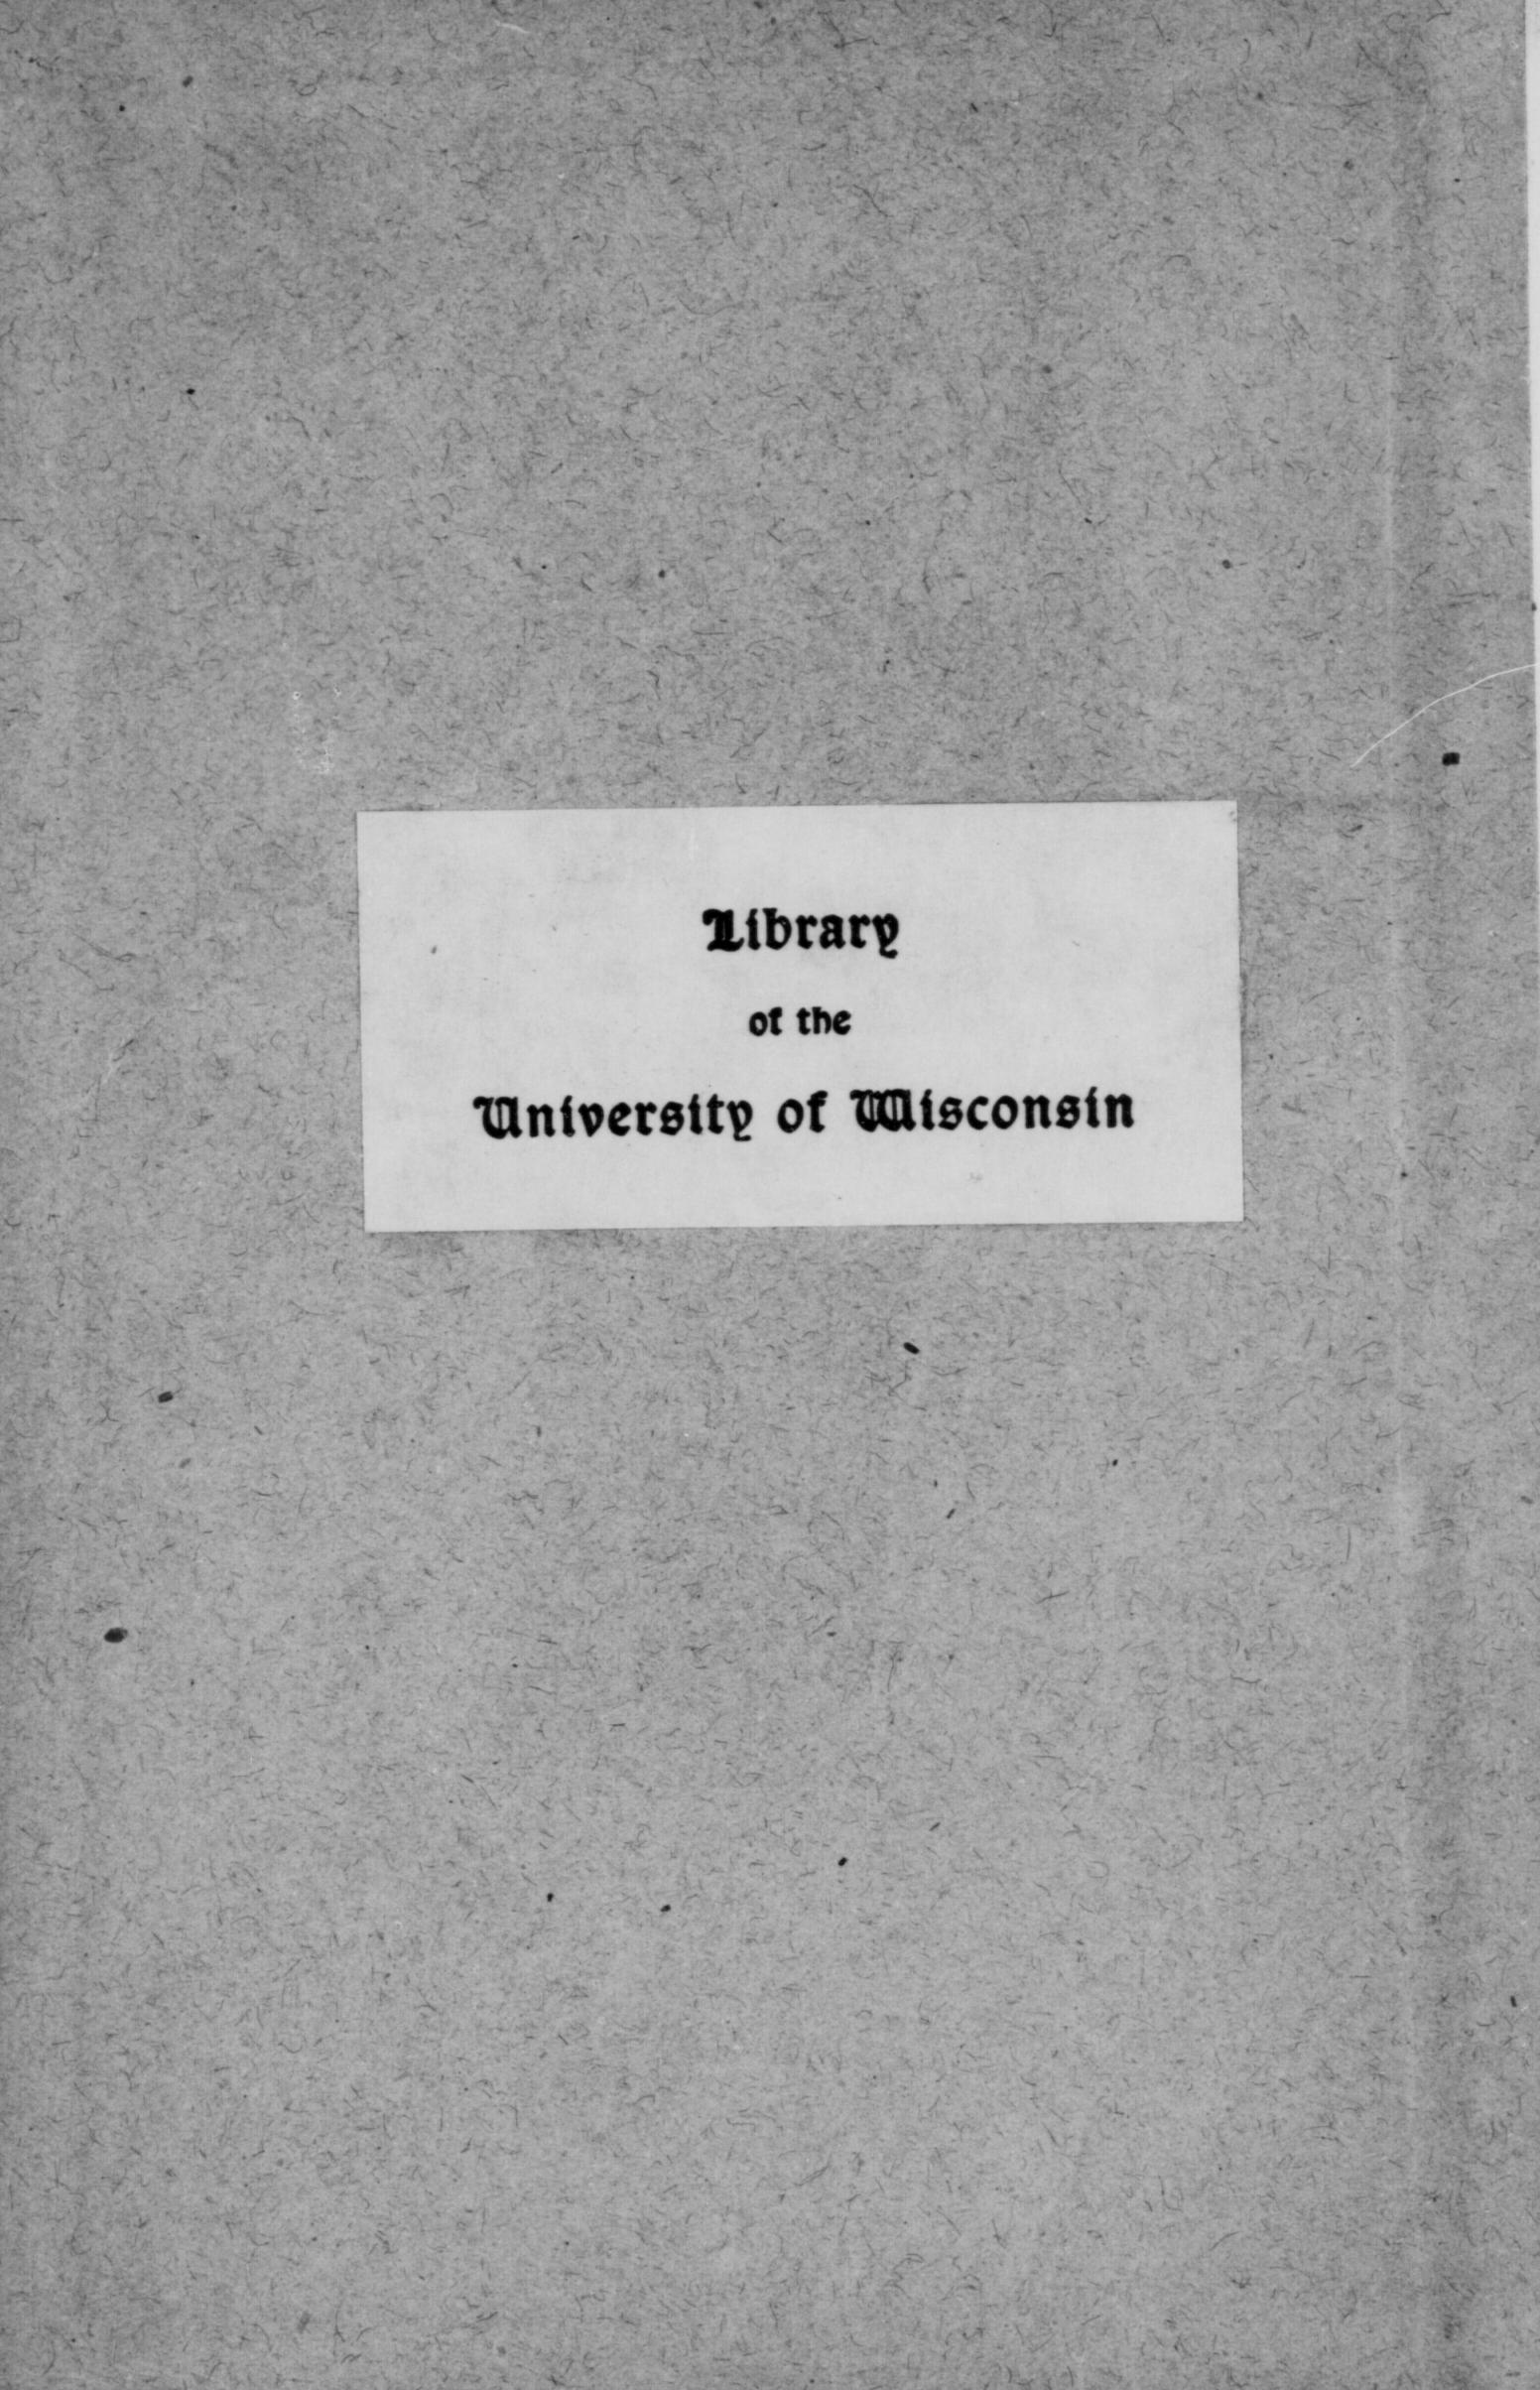 Library
of the
University of Wisconsin